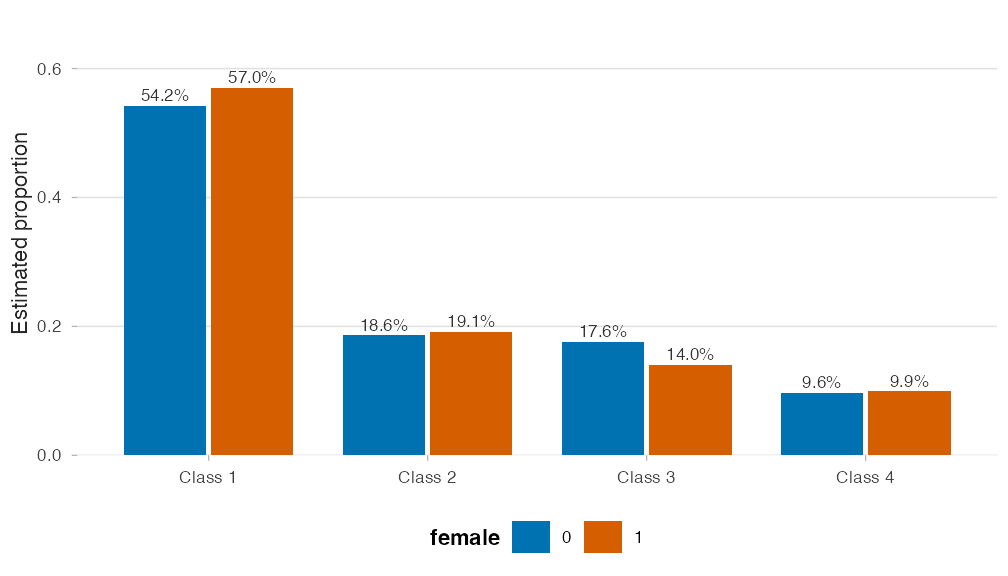 Estimated proportion
0.6
0.4
0.2
0.0
54.2%
57.0%
18.6%
19.1%
17.6%
14.0%
9.6%
9.9%
Class 1
Class 2
Class 3
Class 4
female
0
1